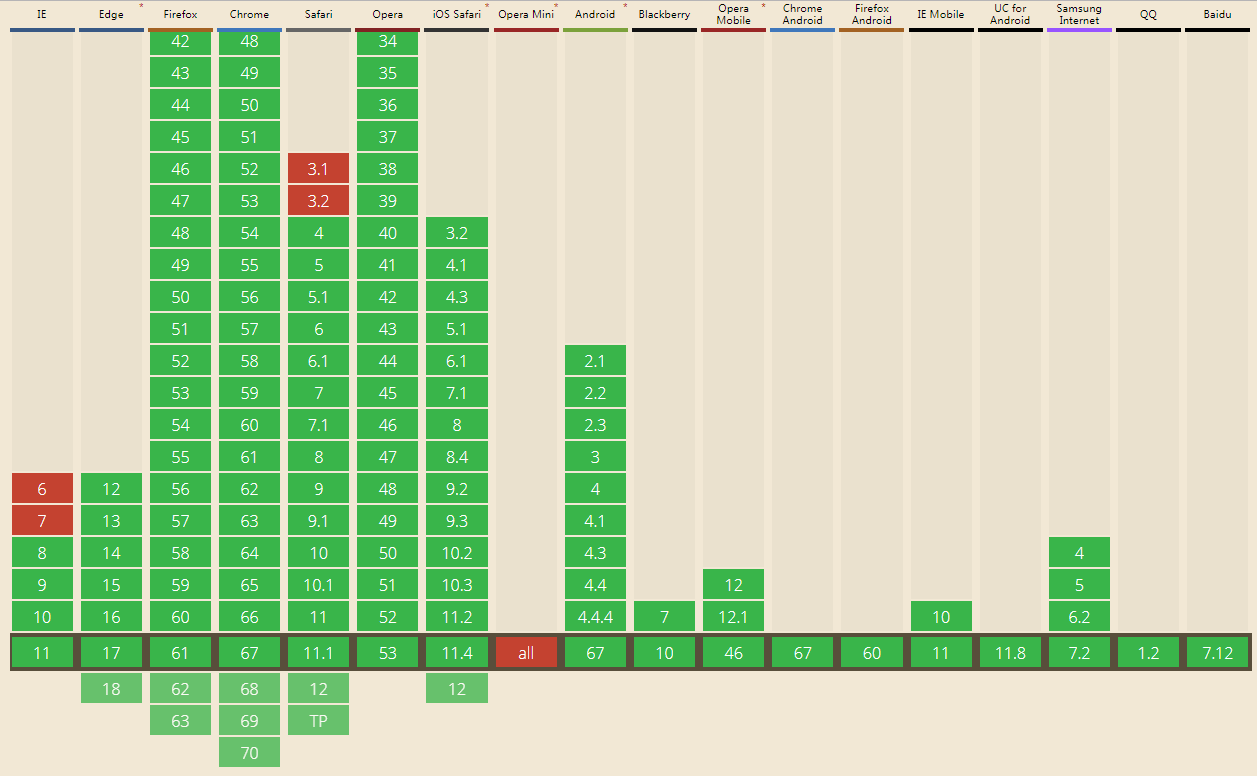 IE Edge * Firefox Chrome Safari Opera iOS Safari * Opera Mini * Android * Blackberry Opera Mobile * Chrome Android Firefox Android IE Mobile UC for Android Samsung Internet QQ Baidu
42 48 34
43 49 35
44 50 36
45 51 37
46 52 3.1 38
47 53 3.2 39
48 54 4 40 3.2
49 55 5 41 4.1
50 56 5.1 42 4.3
51 57 6 43 5.1
52 58 6.1 44 6.1 2.1
53 59 7 45 7.1 2.2
54 60 7.1 46 8 2.3
55 61 8 47 8.4 3
6 12 56 62 9 48 9.2 4
7 13 57 63 9.1 49 9.3 4.1
8 14 58 64 10 50 10.2 4.3 4
9 15 59 65 10.1 51 10.3 4.4 12 5
10 16 60 66 11 52 11.2 4.4.4 7 12.1 10 6.2
11 17 61 67 11.1 53 11.4 all 67 10 46 67 60 11 11.8 7.2 1.2 7.12
18 62 68 12 12
63 69 TP
70